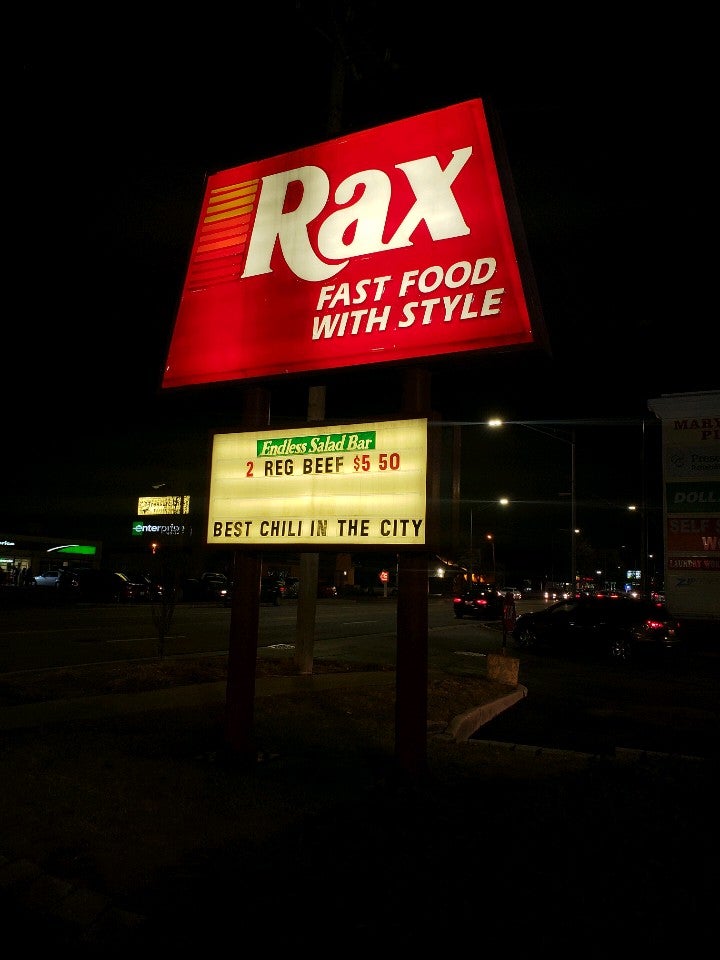 Rax
FAST FOOD
WITH STYLE
Endless Salad Bar
2 REG BEEF $5 50
BEST CHILI IN THE CITY
enterprise
DOLL
SELF